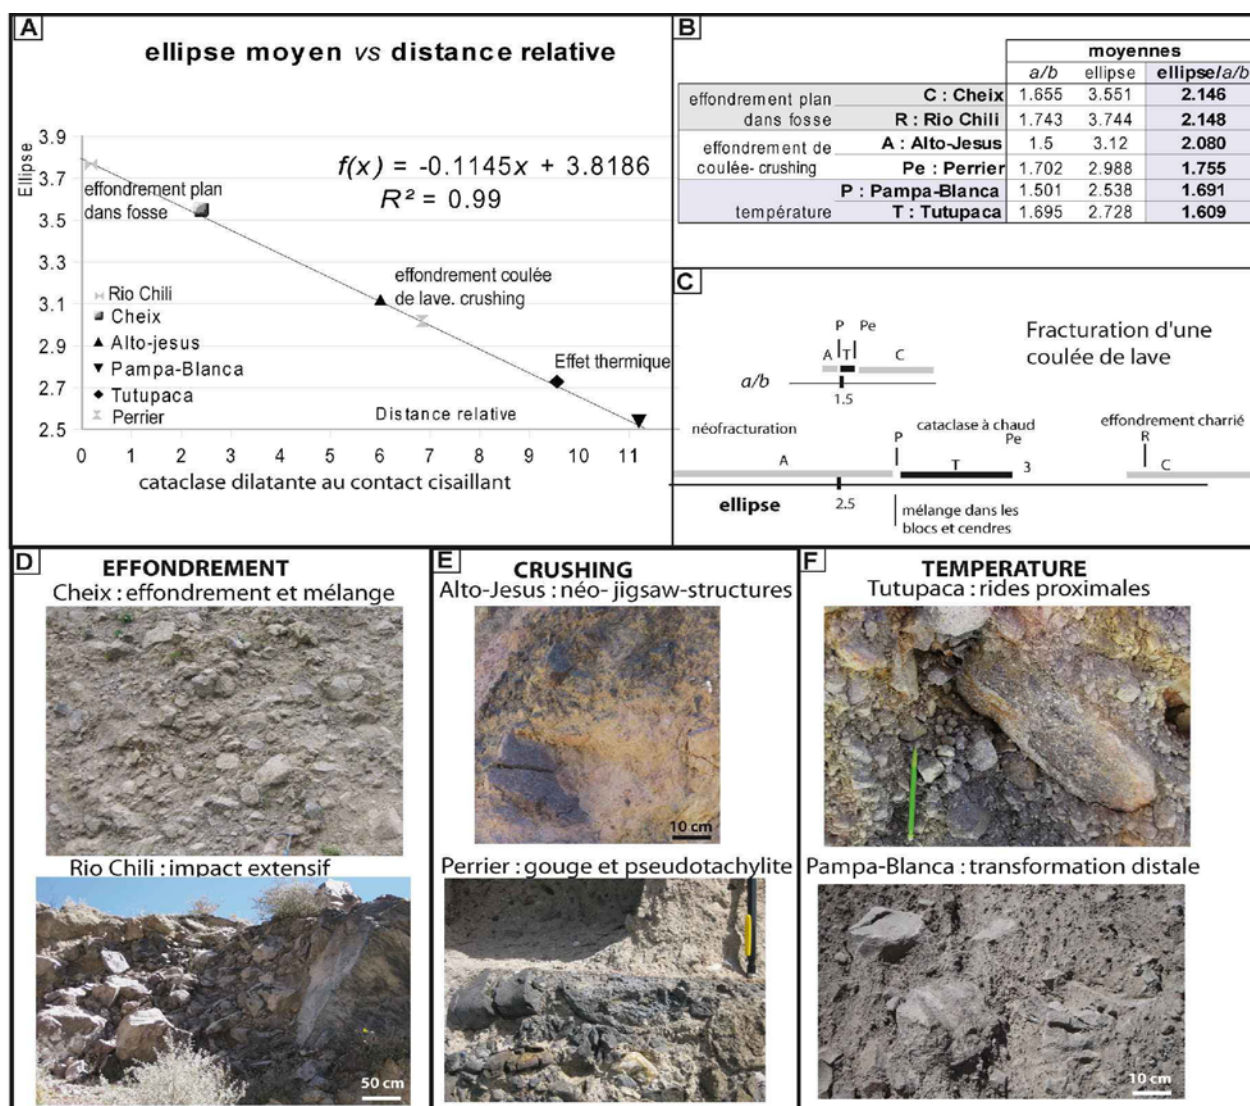 A
ellipse moyen vs distance relative
3.9
3.7
3.5
3.3
3.1
2.9
2.7
2.5
Ellipse
f(x) = -0.1145x + 3.8186
R² = 0.99
effondrement plan
dans fosse
effondrement coulée
de lave. crushing
Effet thermique
Rio Chili
Cheix
Alto-jesus
Pampa-Blanca
Tutupaca
Perrier
Distance relative
0 1 2 3 4 5 6 7 8 9 10 11
cataclase dilatante au contact cisaillant
B
moyennes
a/b ellipse ellipse/a/b
effondrement plan C : Cheix 1.655 3.551 2.146
dans fosse R : Rio Chili 1.743 3.744 2.148
effondrement de A : Alto-Jesus 1.5 3.12 2.080
coulée- crushing Pe : Perrier 1.702 2.988 1.755
P : Pampa-Blanca 1.501 2.538 1.691
température T : Tutupaca 1.695 2.728 1.609
C
Fracturation d'une
coulée de lave
P Pe
A T C
a/b
1.5
néofracturation cataclase à chaud effondrement charrié
P Pe R
A T 3 C
ellipse 2.5
mélange dans les
blocs et cendres
D
EFFONDREMENT
Cheix : effondrement et mélange
Rio Chili : impact extensif
50 cm
E
CRUSHING
Alto-Jesus : néo- jigsaw-structures
10 cm
Perrier : gouge et pseudotachylite
F
TEMPERATURE
Tutupaca : rides proximales
Pampa-Blanca : transformation distale
10 cm